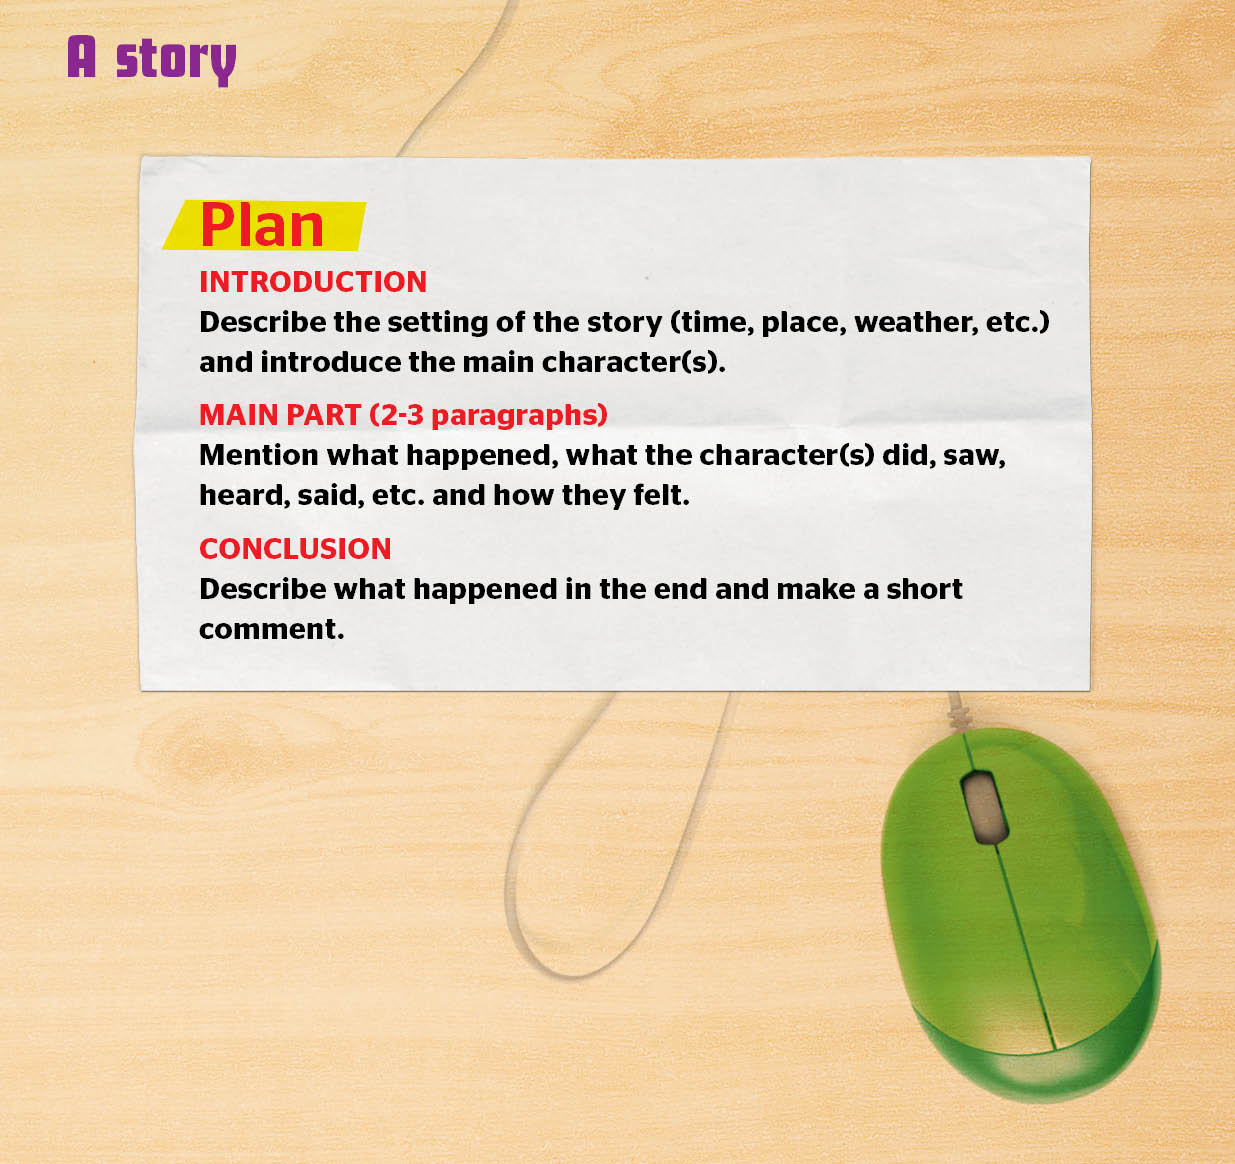 A story
Plan
INTRODUCTION
Describe the setting of the story (time, place, weather, etc.)
and introduce the main character(s).
MAIN PART (2-3 paragraphs)
Mention what happened, what the character(s) did, saw,
heard, said, etc. and how they felt.
CONCLUSION
Describe what happened in the end and make a short
comment.